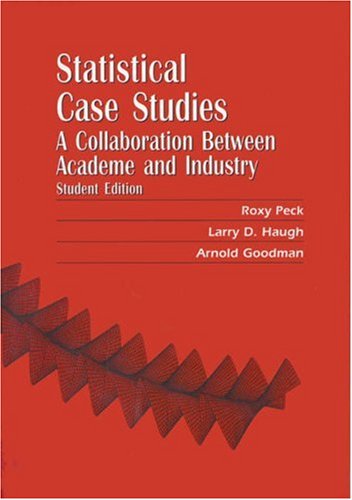 Statistical
Case Studies
A Collaboration Between
Academe and Industry
Student Edition
Roxy Peck
Larry D. Haugh
Arnold Goodman